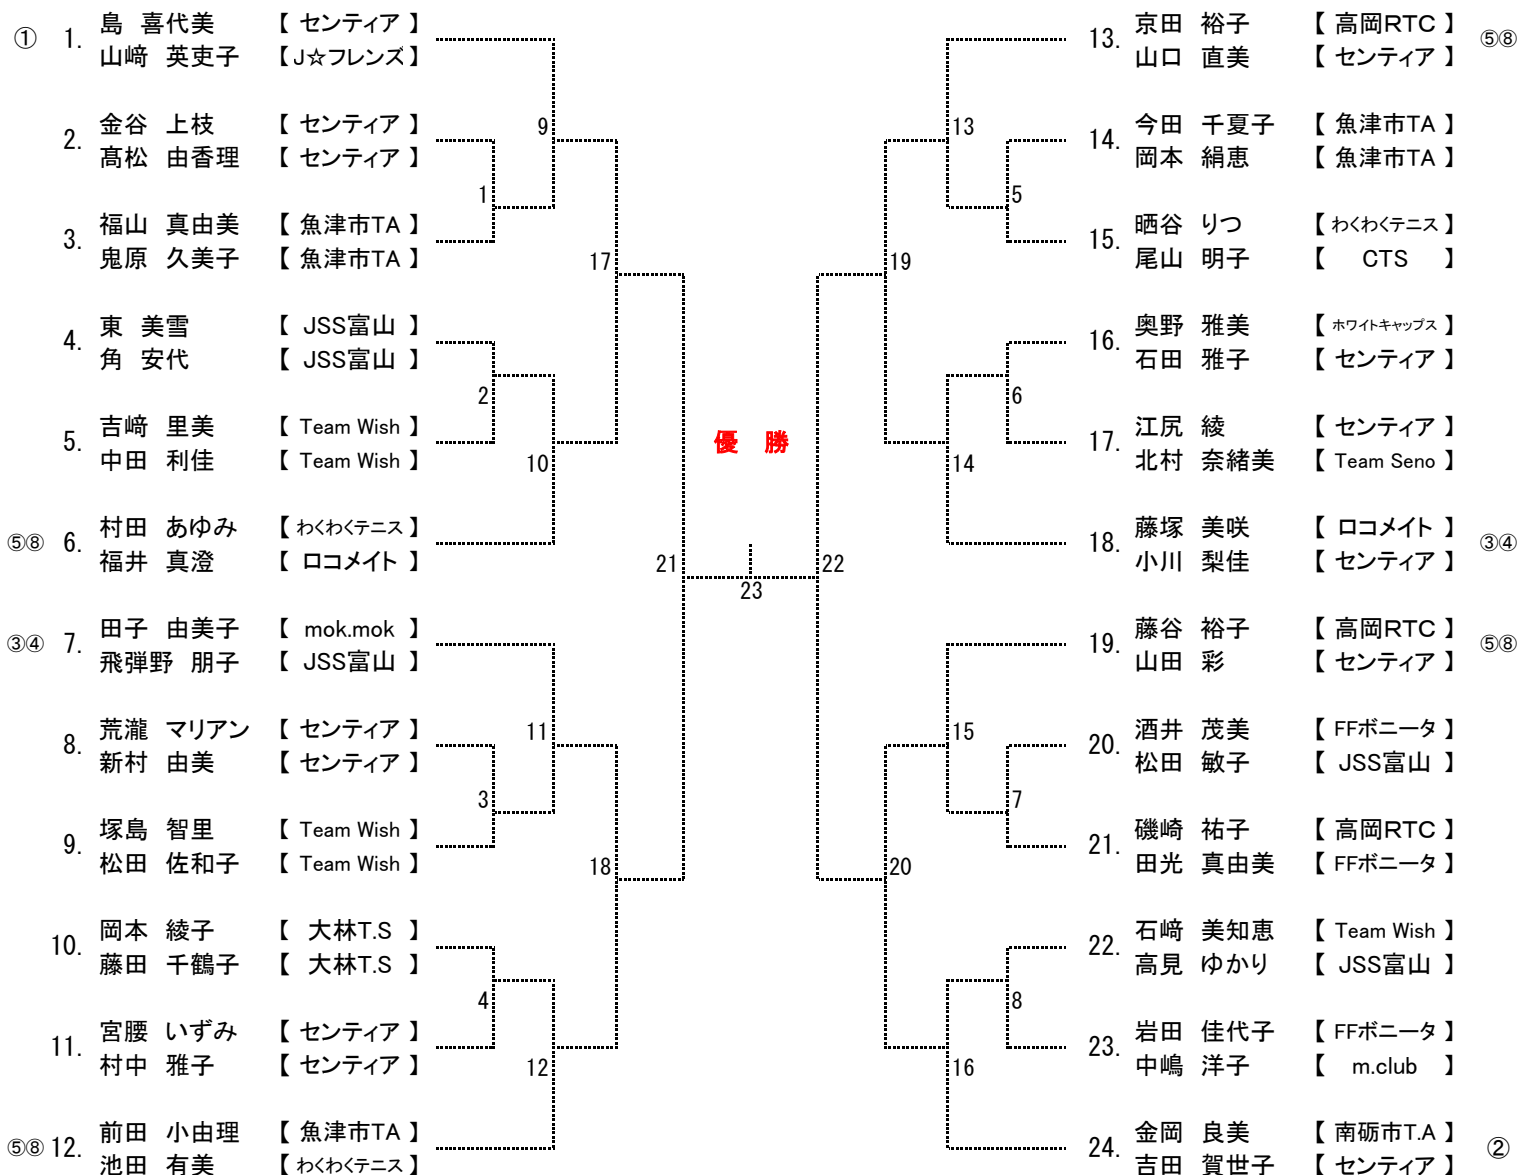 ① 1. 島 喜代美 【 センティア 】
山﨑 英吏子 【J☆フレンズ】
2. 金谷 上枝 【 センティア 】
髙松 由香理 【 センティア 】
3. 福山 真由美 【 魚津市TA 】
鬼原 久美子 【 魚津市TA 】
4. 東 美雪 【 JSS富山 】
角 安代 【 JSS富山 】
5. 吉﨑 里美 【 Team Wish 】
中田 利佳 【 Team Wish 】
⑤⑧ 6. 村田 あゆみ 【 わくわくテニス 】
福井 真澄 【 ロコメイト 】
③④ 7. 田子 由美子 【 mok.mok 】
飛弾野 朋子 【 JSS富山 】
8. 荒瀧 マリアン 【 センティア 】
新村 由美 【 センティア 】
9. 塚島 智里 【 Team Wish 】
松田 佐和子 【 Team Wish 】
10. 岡本 綾子 【 大林T.S 】
藤田 千鶴子 【 大林T.S 】
11. 宮腰 いずみ 【 センティア 】
村中 雅子 【 センティア 】
⑤⑧ 12. 前田 小由理 【 魚津市TA 】
池田 有美 【 わくわくテニス 】
1
2
3
4
9
10
11
12
17
18
21
優 勝
23
22
19
20
13
14
15
16
5
6
7
8
13. 京田 裕子 【 高岡RTC 】 ⑤⑧
山口 直美 【 センティア 】
14. 今田 千夏子 【 魚津市TA 】
岡本 絹恵 【 魚津市TA 】
15. 晒谷 りつ 【 わくわくテニス 】
尾山 明子 【 CTS 】
16. 奥野 雅美 【 ホワイトキャップス 】
石田 雅子 【 センティア 】
17. 江尻 綾 【 センティア 】
北村 奈緒美 【 Team Seno 】
18. 藤塚 美咲 【 ロコメイト 】 ③④
小川 梨佳 【 センティア 】
19. 藤谷 裕子 【 高岡RTC 】 ⑤⑧
山田 彩 【 センティア 】
20. 酒井 茂美 【 FFボニータ 】
松田 敏子 【 JSS富山 】
21. 磯崎 祐子 【 高岡RTC 】
田光 真由美 【 FFボニータ 】
22. 石﨑 美知恵 【 Team Wish 】
高見 ゆかり 【 JSS富山 】
23. 岩田 佳代子 【 FFボニータ 】
中嶋 洋子 【 m.club 】
24. 金岡 良美 【 南砺市T.A 】 ②
吉田 賀世子 【 センティア 】